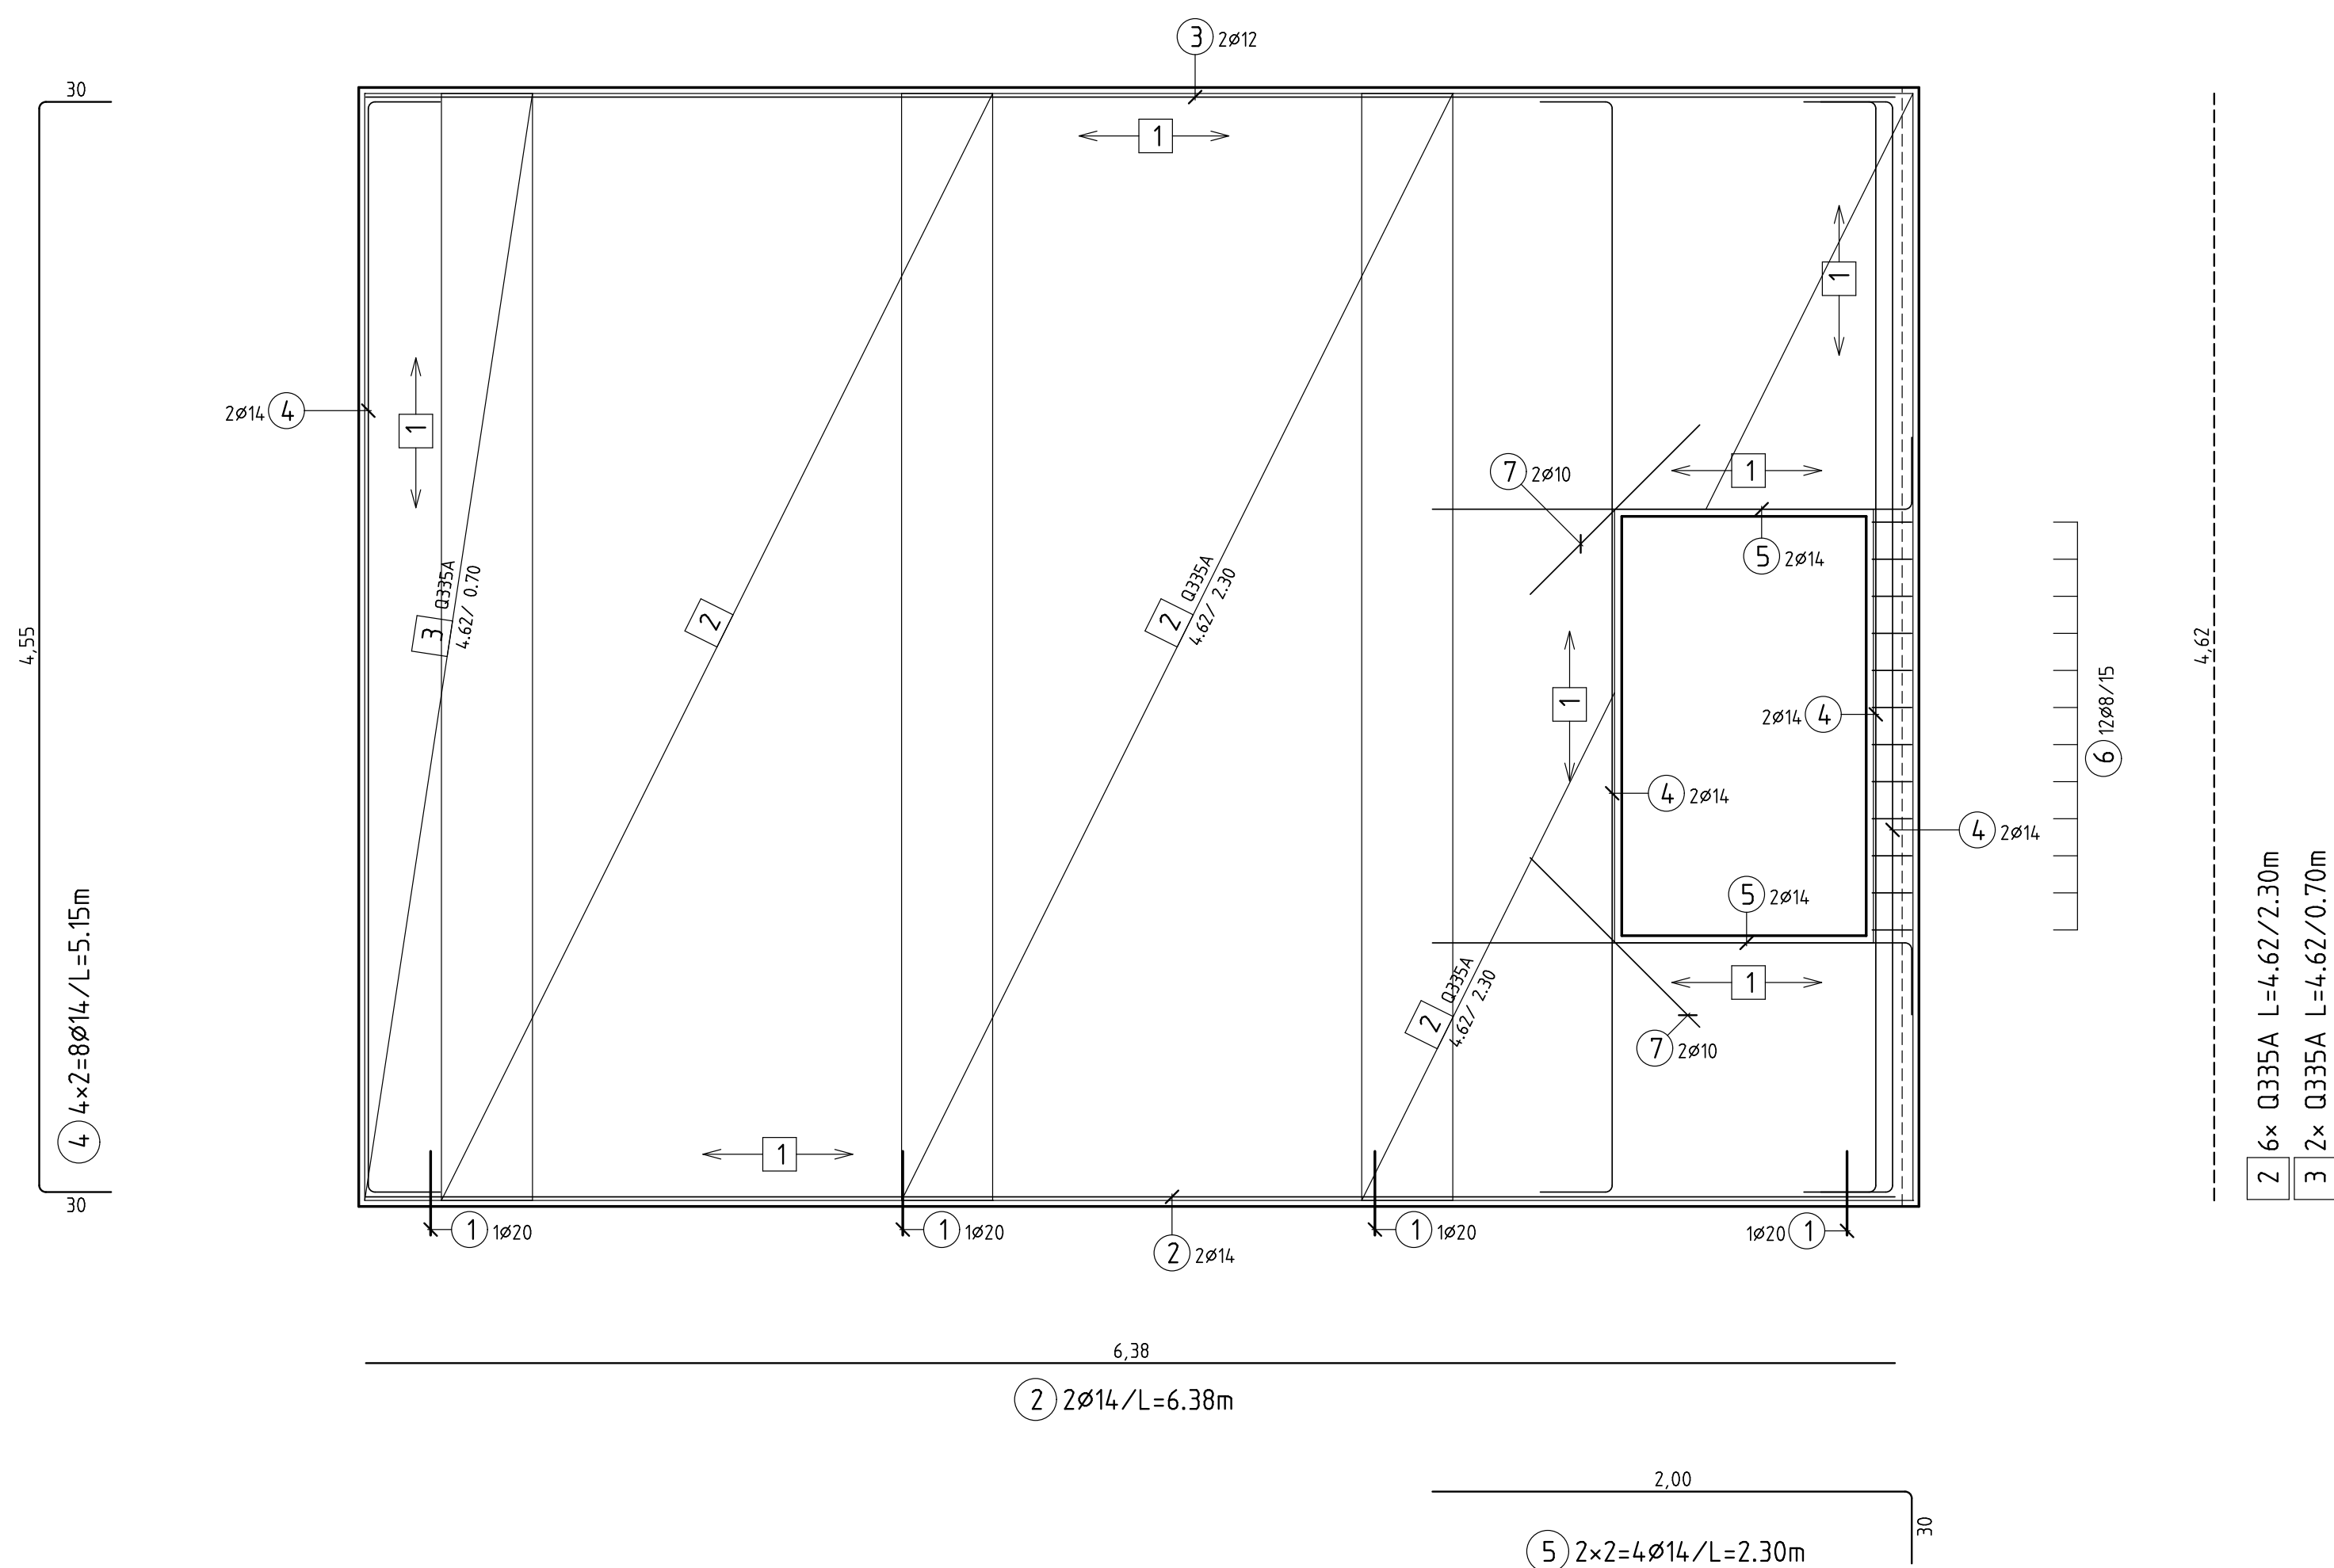 3 2ø12
30
1
1
2ø14 4
1
7 2ø10
1
5 2ø14
3 Q335A
4.62/ 0.70
2
2 Q335A
4.62/ 2.30
4,55
4,62
1
2ø14 4
6 12ø8/15
4 2ø14
4 2ø14
5 2ø14
2 Q335A
4.62/ 2.30
1
7 2ø10
4 4×2=8ø14/L=5.15m
2 6× Q335A L=4.62/2.30m
3 2× Q335A L=4.62/0.70m
1
30
1 1ø20
1 1ø20
1 1ø20
1ø20 1
2 2ø14
6,38
2 2ø14/L=6.38m
2,00
30
5 2×2=4ø14/L=2.30m